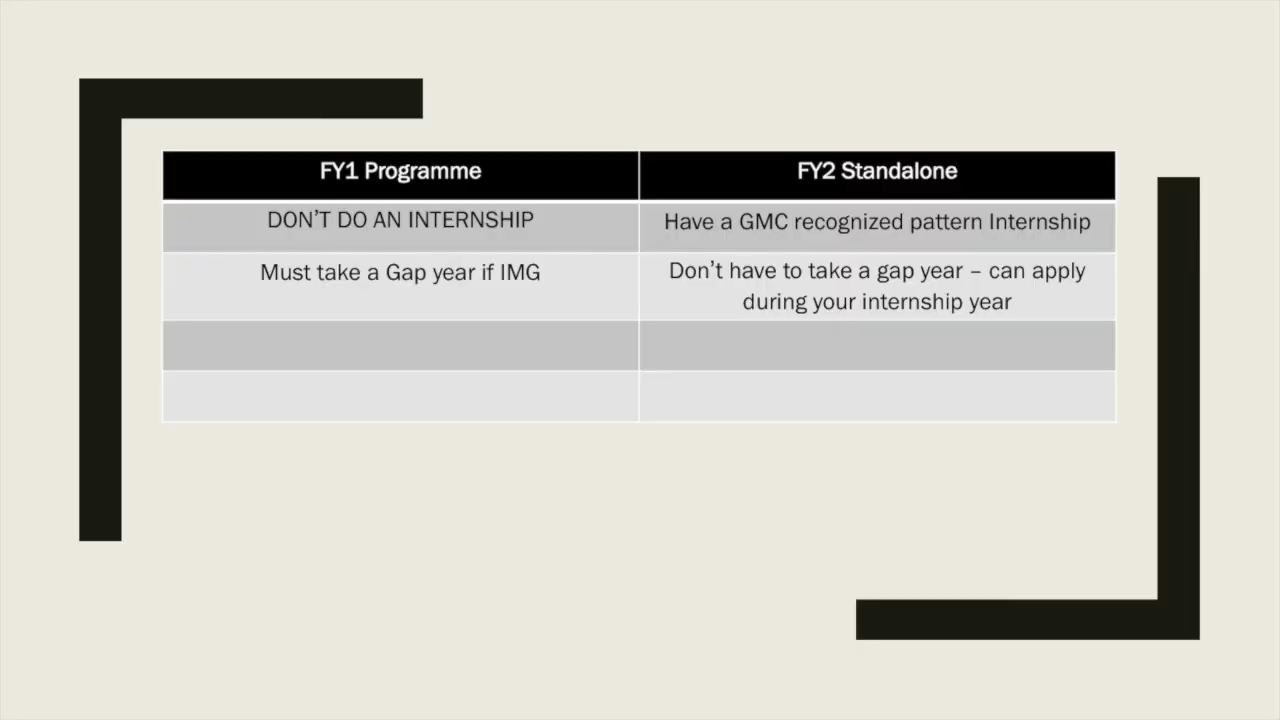 FY1 Programme
FY2 Standalone
DON'T DO AN INTERNSHIP
Have a GMC recognized pattern Internship
Must take a Gap year if IMG
Don't have to take a gap year – can apply
during your internship year